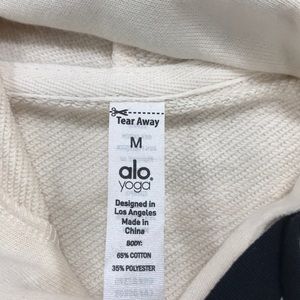 Tear Away
M
alo
yoga
Designed in
Los Angeles
Made in
China
BODY:
65% COTTON
35% POLYESTER